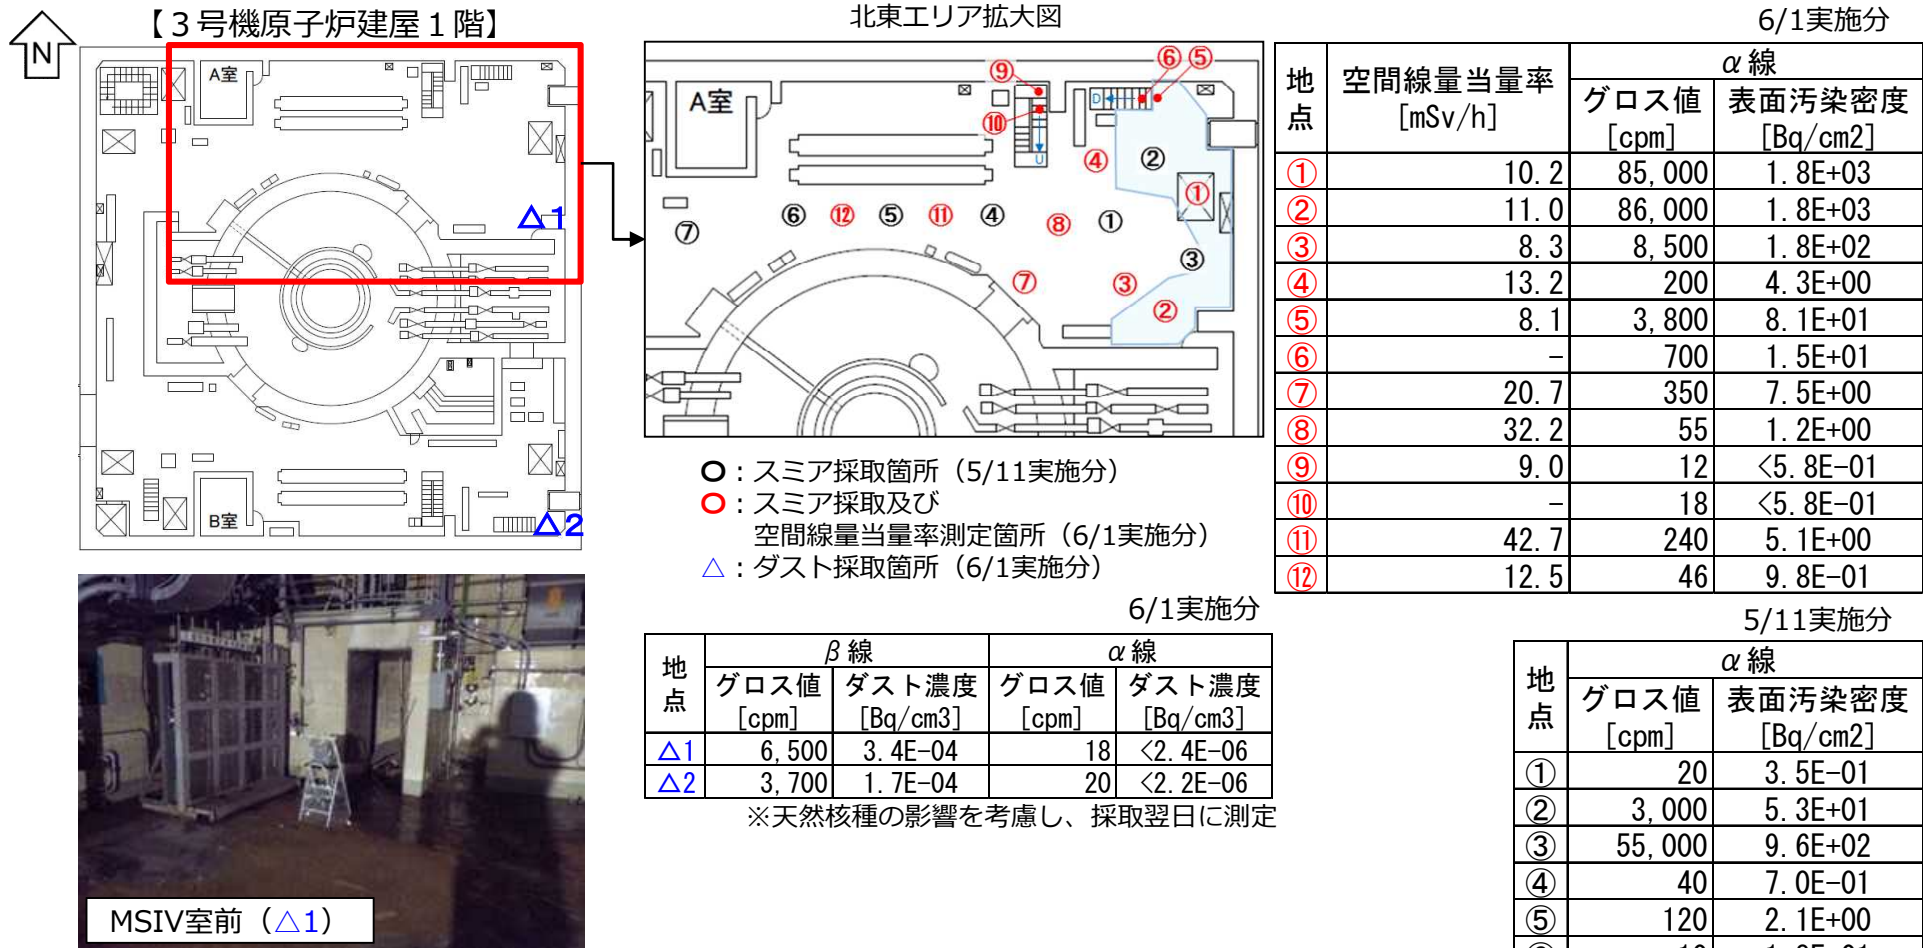 【３号機原子炉建屋１階】
N
A室
△1
△2
B室
MSIV室前（△1）
北東エリア拡大図
A室
⑨
⑥ ⑤
⑩
D
U
④ ②
①
⑦ ⑥ ⑫ ⑤ ⑪ ④ ⑧ ①
③
⑦ ③
②
○：スミア採取箇所（5/11実施分）
○：スミア採取及び
空間線量当量率測定箇所（6/1実施分）
△：ダスト採取箇所（6/1実施分）
6/1実施分
地点 空間線量当量率 [mSv/h] α線
グロス値 [cpm] 表面汚染密度 [Bq/cm2]
① 10.2 85,000 1.8E+03
② 11.0 86,000 1.8E+03
③ 8.3 8,500 1.8E+02
④ 13.2 200 4.3E+00
⑤ 8.1 3,800 8.1E+01
⑥ － 700 1.5E+01
⑦ 20.7 350 7.5E+00
⑧ 32.2 55 1.2E+00
⑨ 9.0 12 <5.8E-01
⑩ － 18 <5.8E-01
⑪ 42.7 240 5.1E+00
⑫ 12.5 46 9.8E-01
6/1実施分
地点 β線 α線
グロス値 [cpm] ダスト濃度 [Bq/cm3] グロス値 [cpm] ダスト濃度 [Bq/cm3]
△1 6,500 3.4E-04 18 <2.4E-06
△2 3,700 1.7E-04 20 <2.2E-06
※天然核種の影響を考慮し、採取翌日に測定
5/11実施分
地点 α線
グロス値 [cpm] 表面汚染密度 [Bq/cm2]
① 20 3.5E-01
② 3,000 5.3E+01
③ 55,000 9.6E+02
④ 40 7.0E-01
⑤ 120 2.1E+00